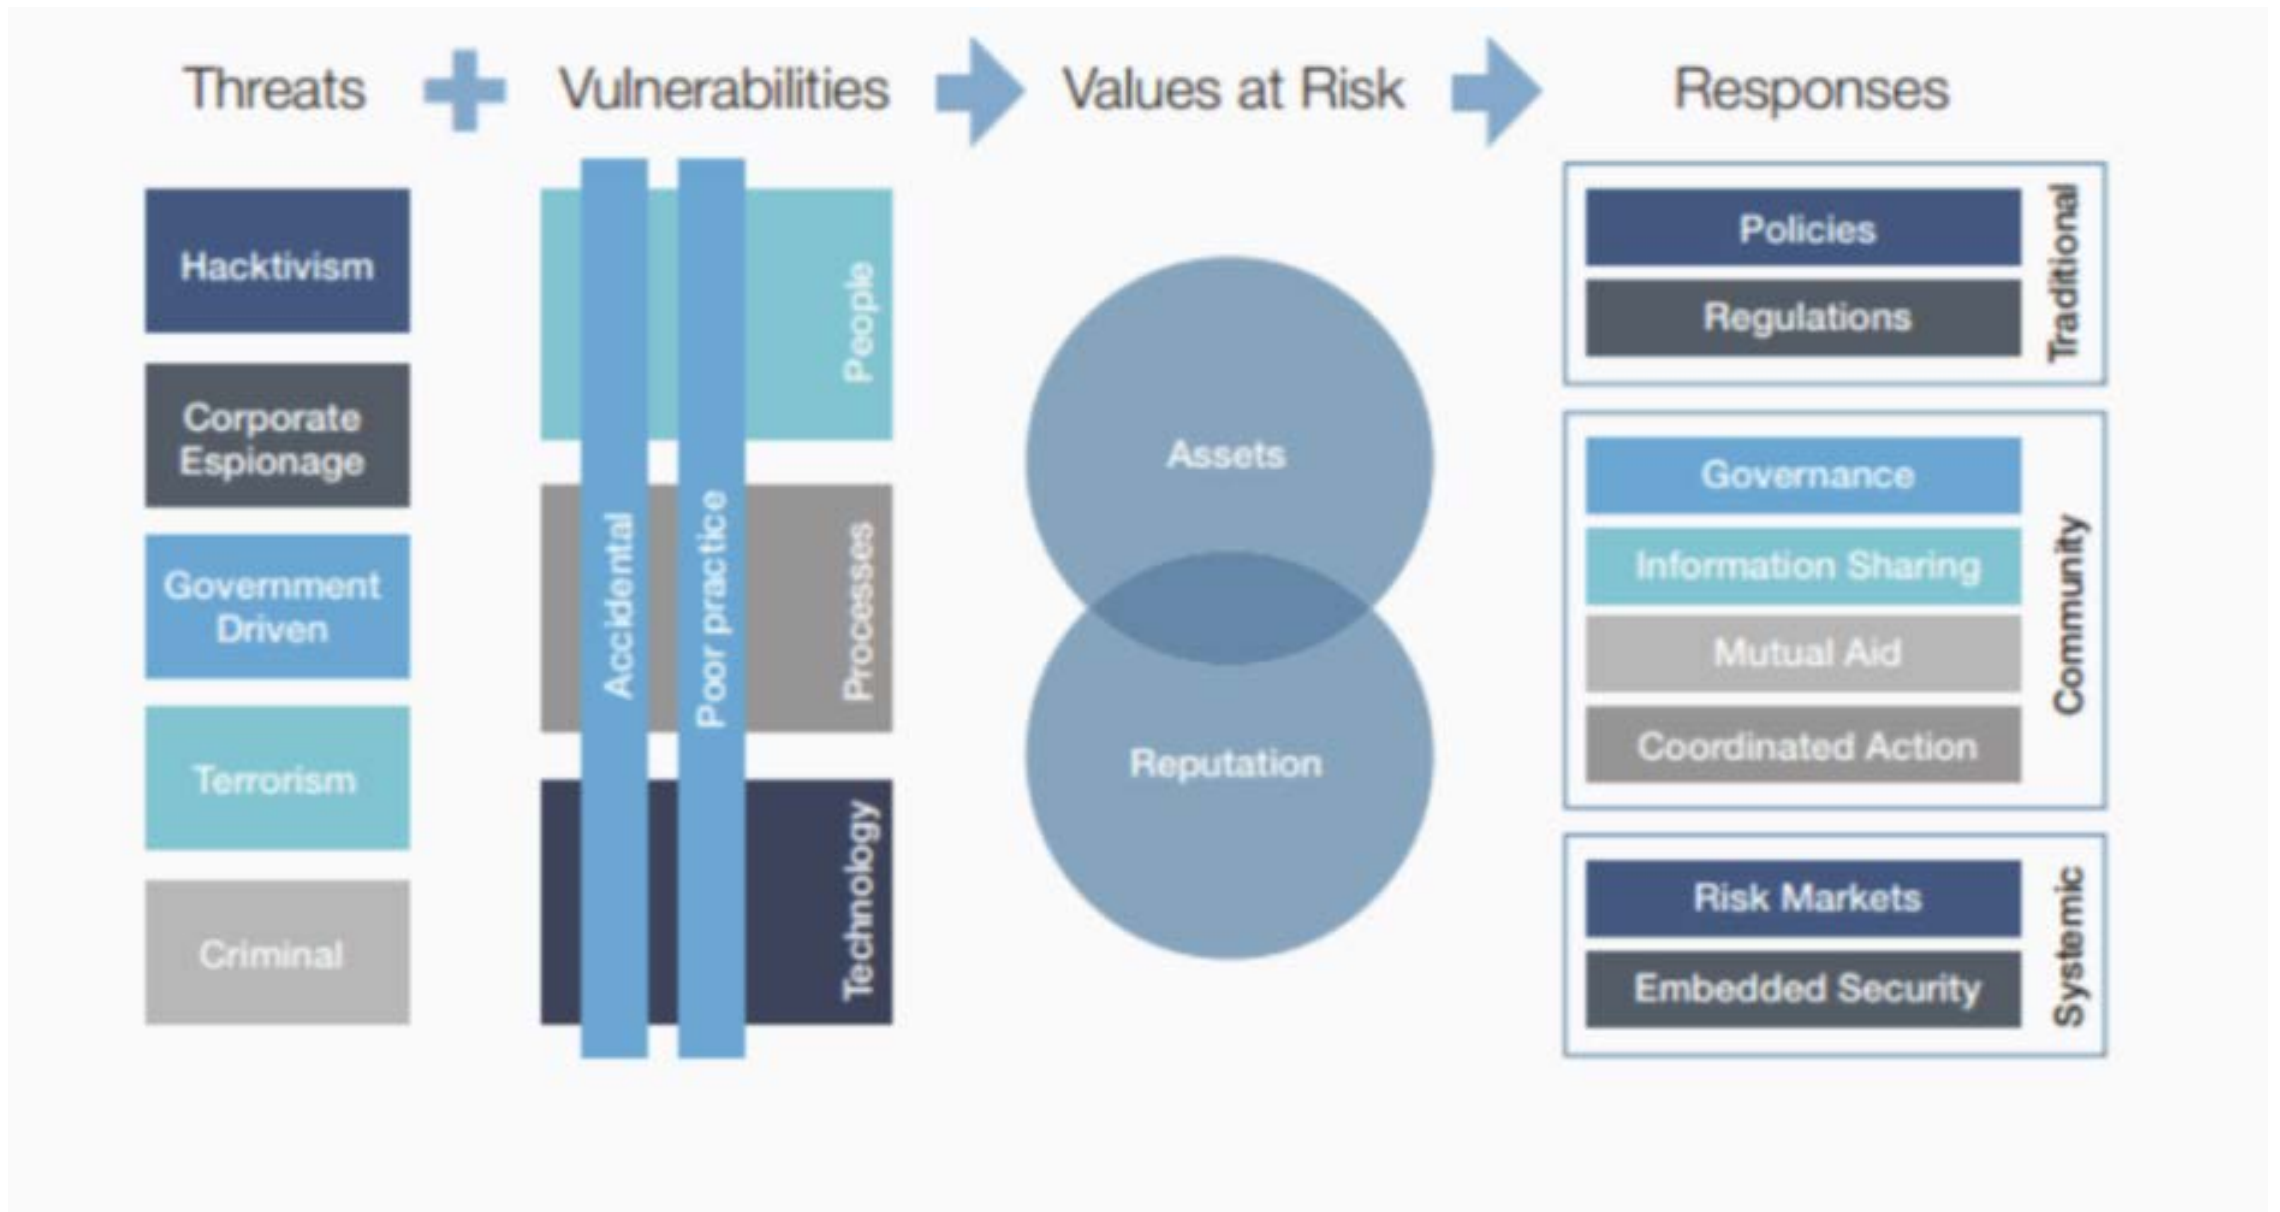 Threats
Vulnerabilities
Values at Risk
Responses
Hacktivism
Corporate
Espionage
Government
Driven
Terrorism
Criminal
Accidental
Poor practice
People
Processes
Technology
Assets
Reputation
Policies
Regulations
Traditional
Governance
Information Sharing
Mutual Aid
Coordinated Action
Community
Risk Markets
Embedded Security
Systemic